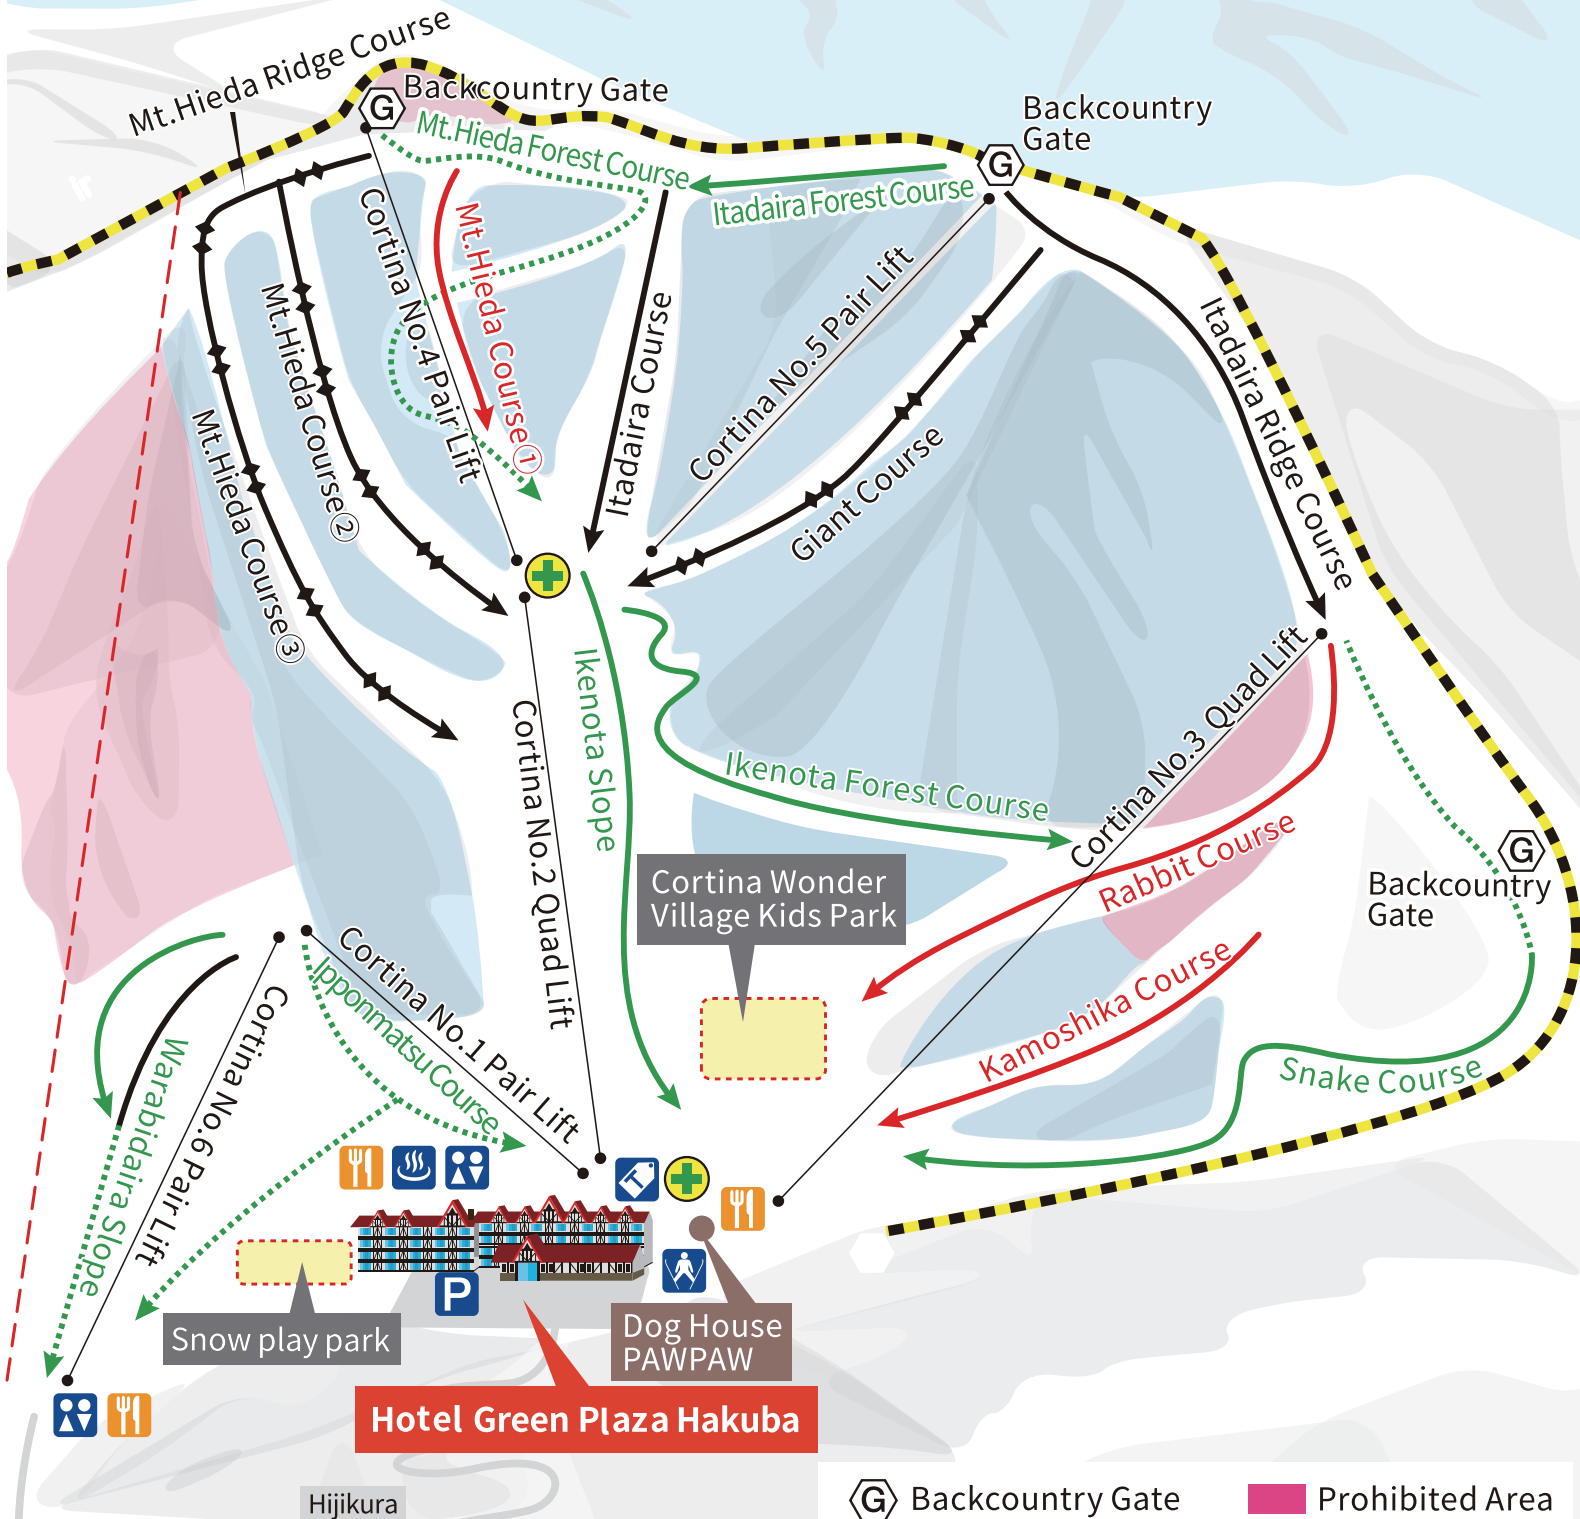 Mt.Hieda Ridge Course
G
Backcountry Gate
Backcountry
Gate
G
Mt.Hieda Forest Course
Itadaira Forest Course
Cortina No.4 Pair Lift
Mt.Hieda Course①
Mt.Hieda Course②
Mt.Hieda Course③
Itadaira Course
Cortina No.5 Pair Lift
Giant Course
Itadaira Ridge Course
Ikenota Slope
Cortina No.2 Quad Lift
Ikenota Forest Course
Cortina No.3 Quad Lift
Rabbit Course
G
Backcountry
Gate
Cortina Wonder
Village Kids Park
Kamoshika Course
Snake Course
Cortina No.1 Pair Lift
Ipponmatsu Course
Cortina No.6 Pair Lift
Warabidaira Slope
P
Snow play park
Dog House
PAWPAW
Hotel Green Plaza Hakuba
Hijikura
G Backcountry Gate
Prohibited Area